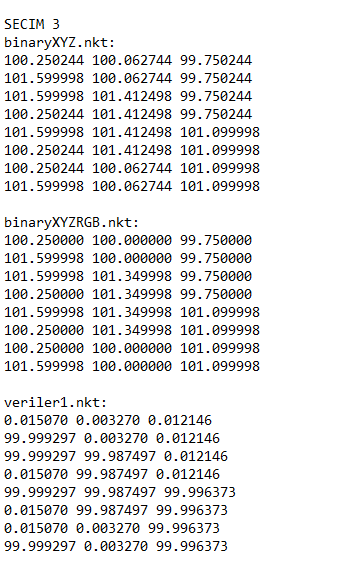 SECIM 3
binaryXYZ.nkt:
100.250244 100.062744 99.750244
101.599998 100.062744 99.750244
101.599998 101.412498 99.750244
100.250244 101.412498 99.750244
101.599998 101.412498 101.099998
100.250244 101.412498 101.099998
100.250244 100.062744 101.099998
101.599998 100.062744 101.099998

binaryXYZRGB.nkt:
100.250000 100.000000 99.750000
101.599998 100.000000 99.750000
101.599998 101.349998 99.750000
100.250000 101.349998 99.750000
101.599998 101.349998 101.099998
100.250000 101.349998 101.099998
100.250000 100.000000 101.099998
101.599998 100.000000 101.099998

veriler1.nkt:
0.015070 0.003270 0.012146
99.999297 0.003270 0.012146
99.999297 99.987497 0.012146
0.015070 99.987497 0.012146
99.999297 99.987497 99.996373
0.015070 99.987497 99.996373
0.015070 0.003270 99.996373
99.999297 0.003270 99.996373